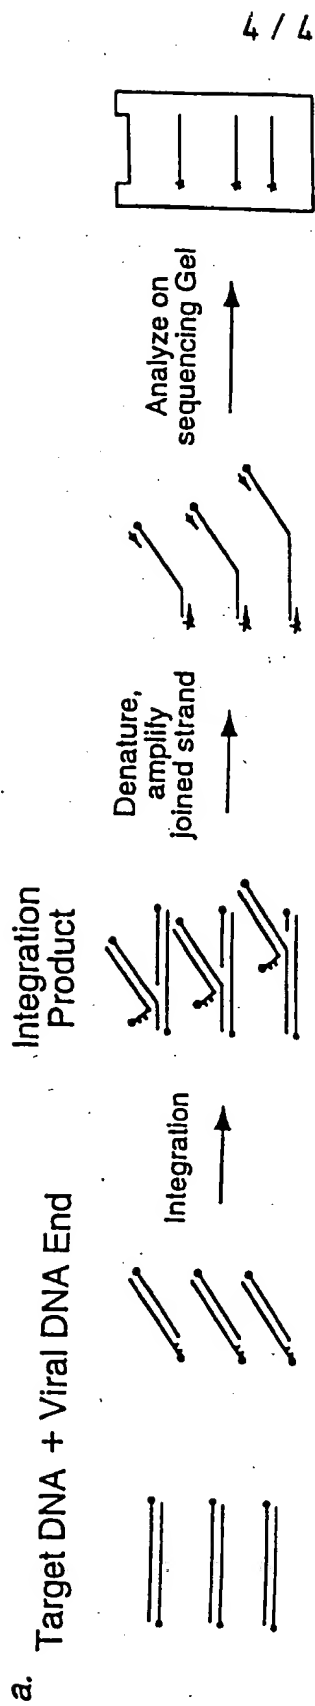 4 / 4
a. Target DNA + Viral DNA End
Integration
Integration
Product
Denature,
amplify
joined strand
Analyze on
sequencing Gel